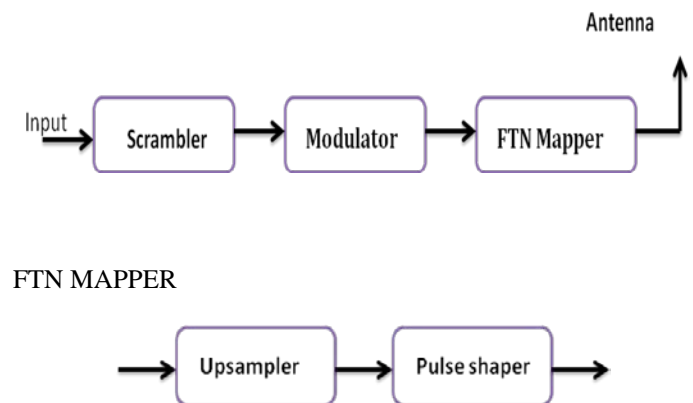 Antenna
Input
Scrambler
Modulator
FTN Mapper
FTN MAPPER
Upsampler
Pulse shaper